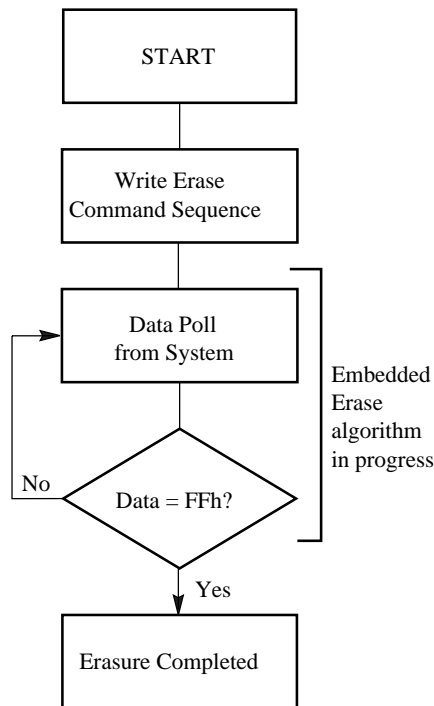 START
Write Erase
Command Sequence
Data Poll
from System
Embedded
Erase
algorithm
in progress
No
Data = FFh?
Yes
Erasure Completed